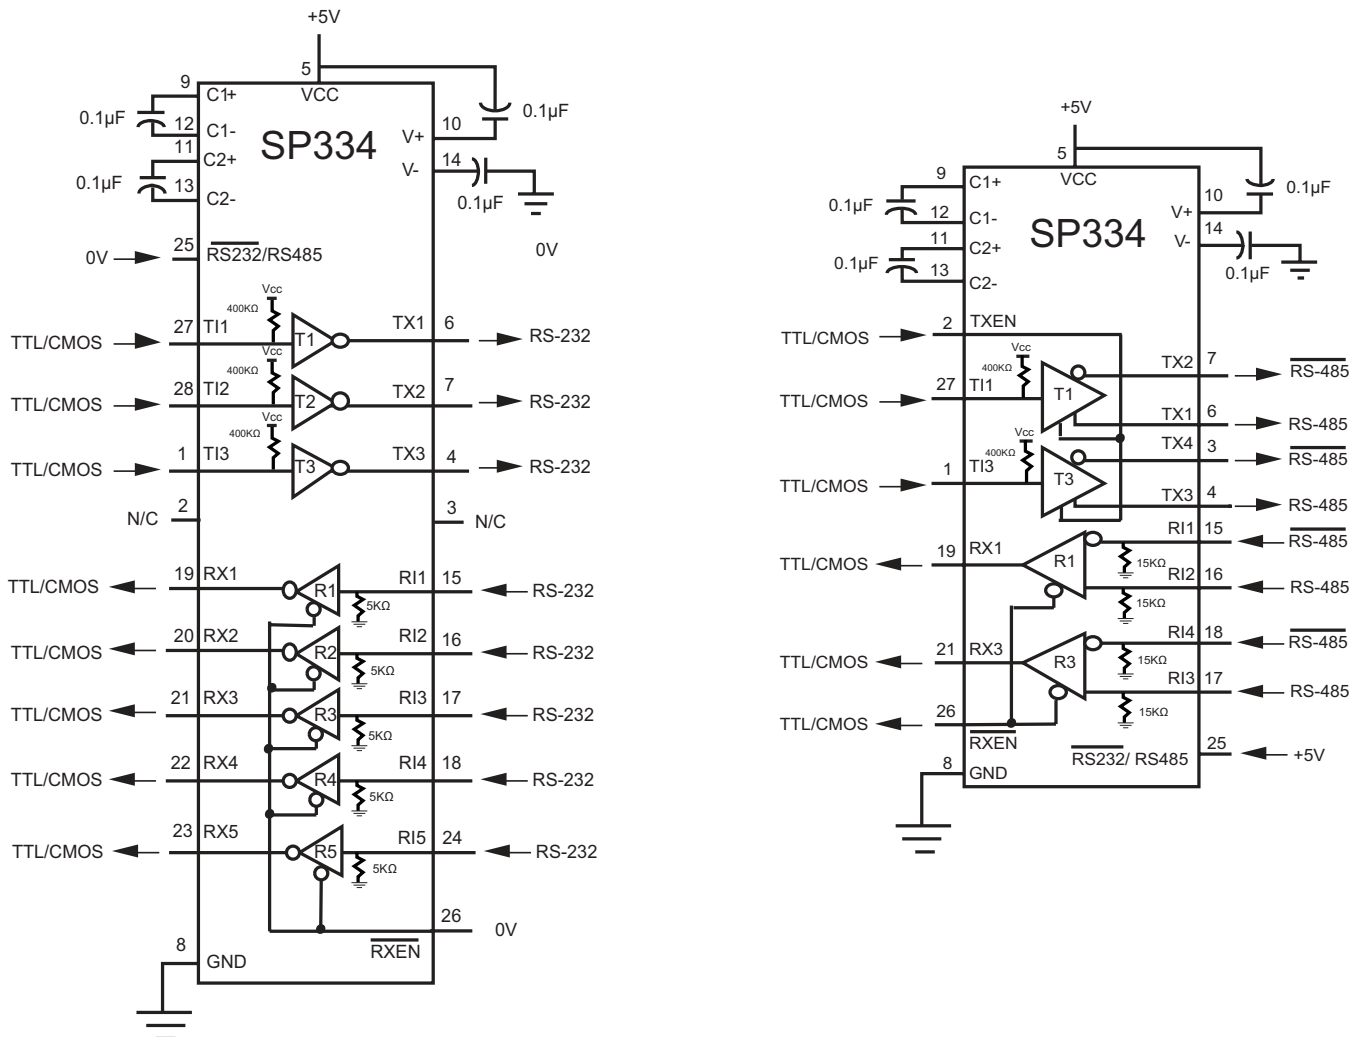 +5V
5
9
C1+
VCC
0.1µF
0.1µF
12
C1-
SP334
V+
10
11
C2+
V-
14
0.1µF
13
C2-
0.1µF
0V
0V
25
RS232/RS485
Vcc
400KΩ
TTL/CMOS
27
TI1
T1
TX1
6
RS-232
Vcc
400KΩ
TTL/CMOS
28
TI2
T2
TX2
7
RS-232
Vcc
400KΩ
TTL/CMOS
1
TI3
T3
TX3
4
RS-232
N/C
2
3
N/C
TTL/CMOS
19
RX1
R1
5KΩ
RI1
15
RS-232
TTL/CMOS
20
RX2
R2
5KΩ
RI2
16
RS-232
TTL/CMOS
21
RX3
R3
5KΩ
RI3
17
RS-232
TTL/CMOS
22
RX4
R4
5KΩ
RI4
18
RS-232
TTL/CMOS
23
RX5
R5
5KΩ
RI5
24
RS-232
26
0V
RXEN
8
GND
+5V
5
9
C1+
VCC
0.1µF
0.1µF
12
C1-
SP334
V+
10
11
C2+
V-
14
0.1µF
13
C2-
0.1µF
TTL/CMOS
2
TXEN
Vcc
400KΩ
TTL/CMOS
27
TI1
T1
TX2
7
RS-485
TX1
6
RS-485
Vcc
400KΩ
TTL/CMOS
1
TI3
T3
TX4
3
RS-485
TX3
4
RS-485
TTL/CMOS
19
RX1
R1
RI1
15
RS-485
15KΩ
RI2
16
RS-485
15KΩ
TTL/CMOS
21
RX3
R3
RI4
18
RS-485
15KΩ
RI3
17
RS-485
15KΩ
TTL/CMOS
26
RXEN
RS232/ RS485
25
+5V
8
GND